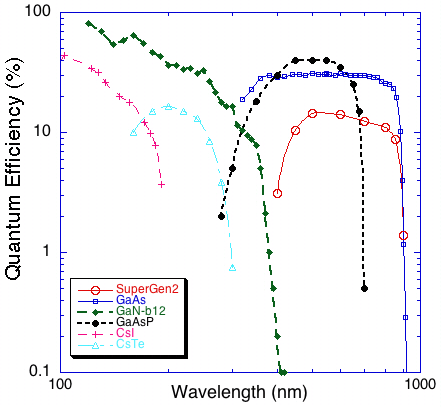 Quantum Efficiency (%)
100
10
1
0.1
SuperGen2
GaAs
GaN-b12
GaAsP
CsI
CsTe
100
1000
Wavelength (nm)